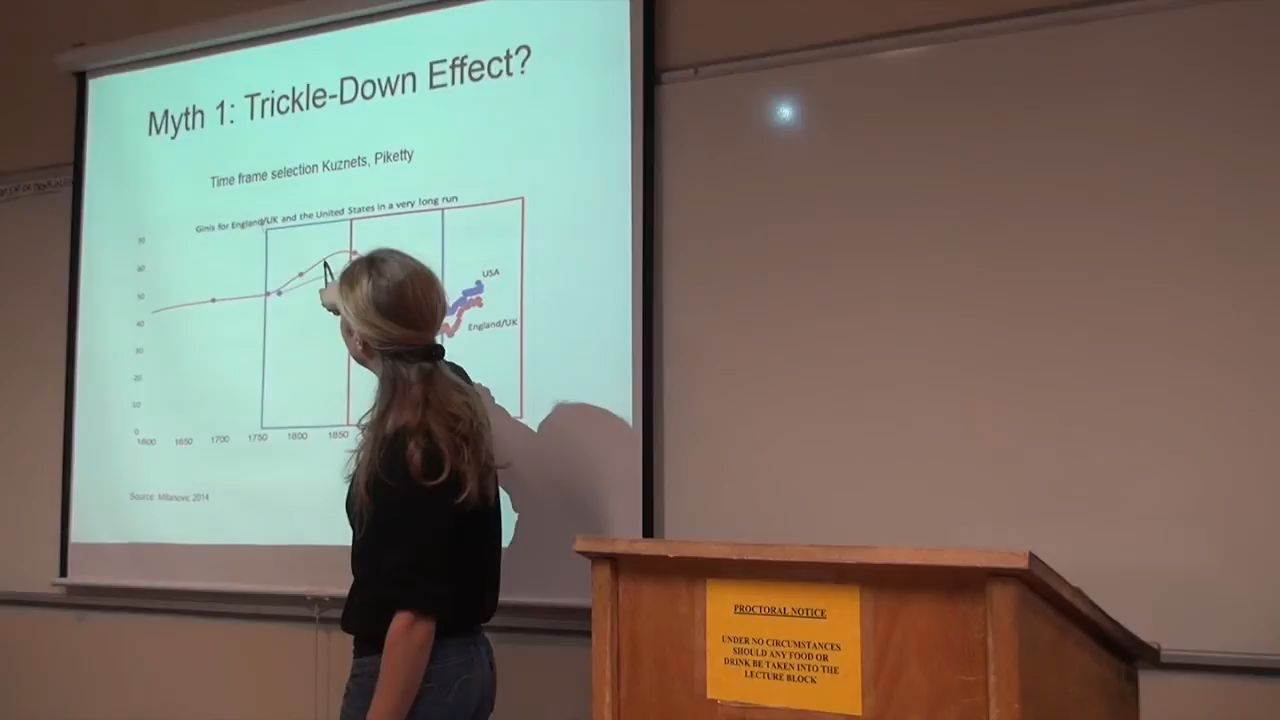 Myth 1: Trickle-Down Effect?
Time frame selection Kuznets, Piketty
Ginis for England/UK and the United States in a very long run
70
60
50
40
30
20
10
0
USA
England/UK
1600 1650 1700 1750 1800 1850
Source: Milanovic 2014
PROCTORAL NOTICE
UNDER NO CIRCUMSTANCES
SHOULD ANY FOOD OR
DRINK BE TAKEN INTO THE
LECTURE BLOCK